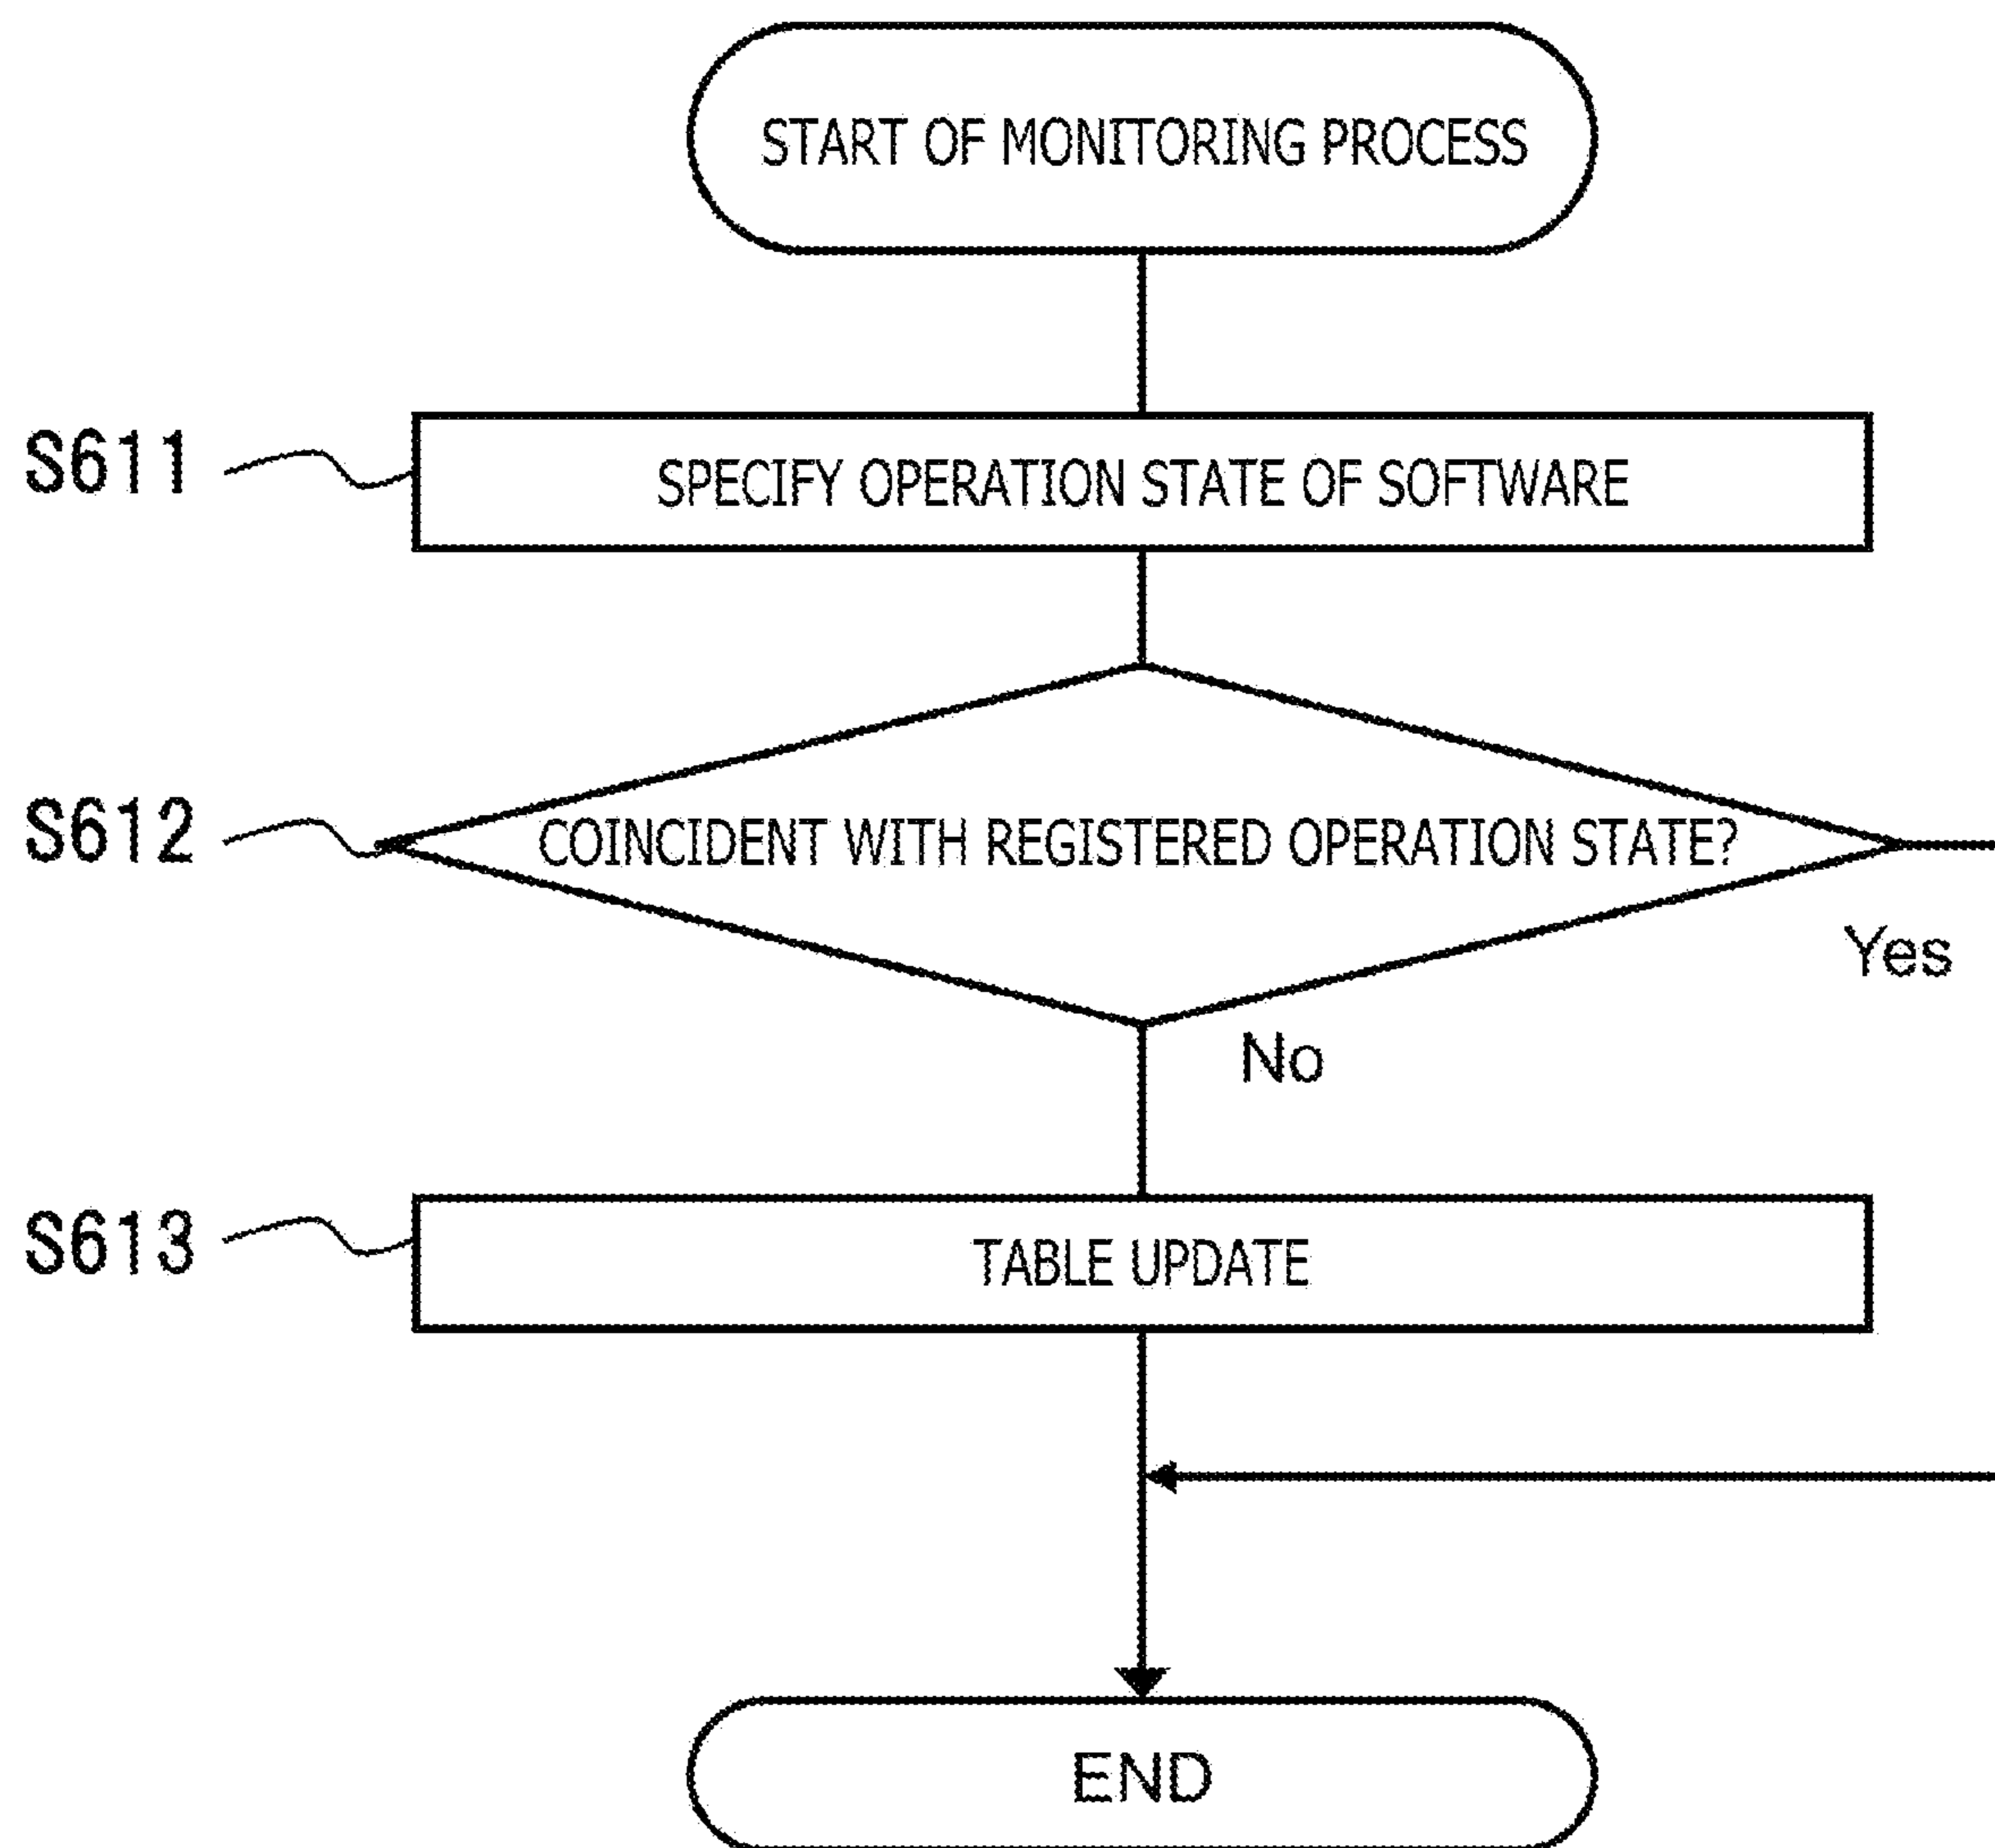 START OF MONITORING PROCESS
S611
SPECIFY OPERATION STATE OF SOFTWARE
S612
COINCIDENT WITH REGISTERED OPERATION STATE?
Yes
No
S613
TABLE UPDATE
END